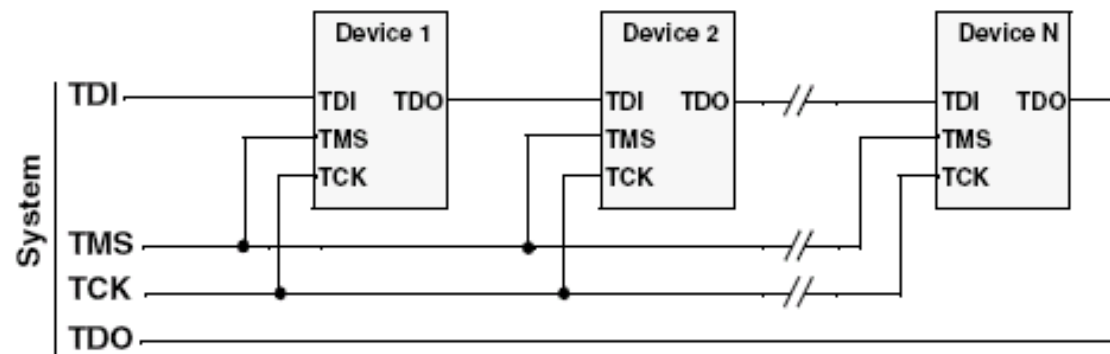 Device 1
Device 2
Device N
TDI
TDI TDO
TDI TDO
TDI TDO
TMS
TMS
TMS
TCK
TCK
TCK
System
TMS
TCK
TDO